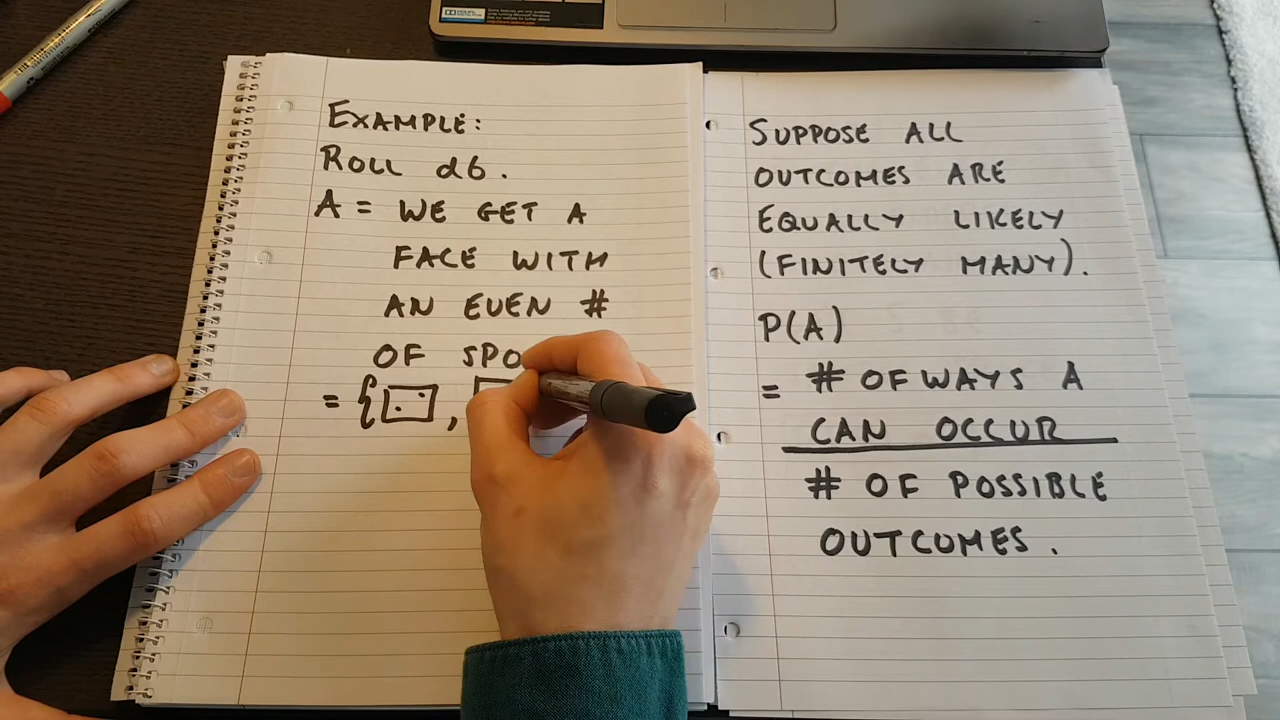 EXAMPLE:
ROLL d6.
A = WE GET A
FACE WITH
AN EVEN #
OF SPO
= { ,
SUPPOSE ALL
OUTCOMES ARE
EQUALLY LIKELY
(FINITELY MANY).
P(A)
= # OF WAYS A
CAN OCCUR
# OF POSSIBLE
OUTCOMES.